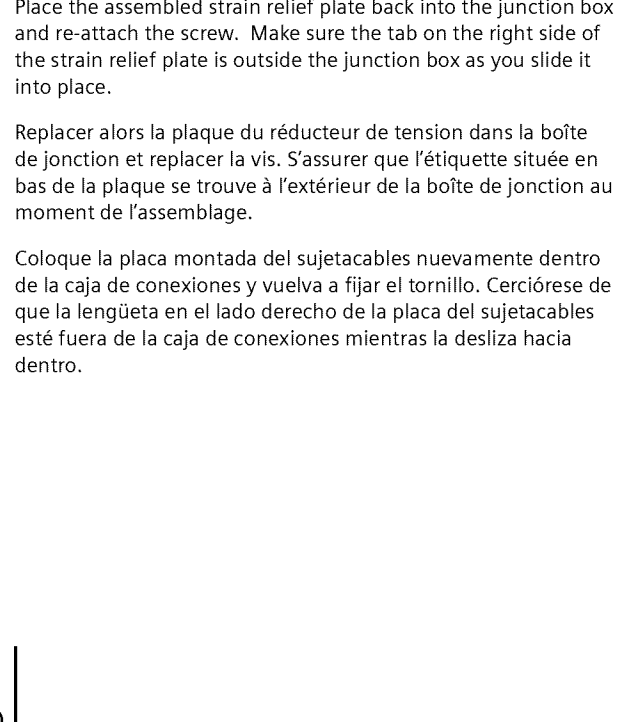 Place the assembled strain relief plate back into the junction box
and re-attach the screw.  Make sure the tab on the right side of
the strain relief plate is outside the junction box as you slide it
into place.
Replacer alors la plaque du réducteur de tension dans la boîte
de jonction et replacer la vis. S’assurer que l’étiquette située en
bas de la plaque se trouve à l’extérieur de la boîte de jonction au
moment de l’assemblage.
Coloque la placa montada del sujetacables nuevamente dentro
de la caja de conexiones y vuelva a fijar el tornillo. Cerciórese de
que la lengüeta en el lado derecho de la placa del sujetacables
esté fuera de la caja de conexiones mientras la desliza hacia
dentro.